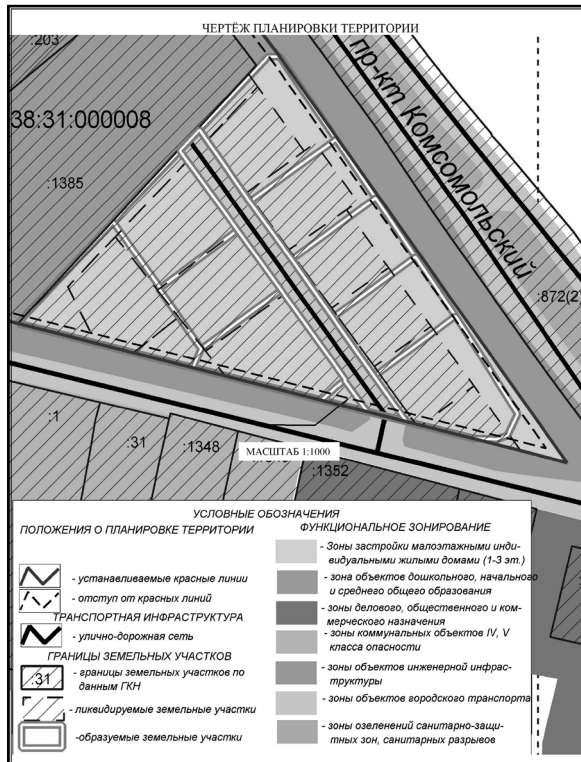 ЧЕРТЁЖ ПЛАНИРОВКИ ТЕРРИТОРИИ
:203
38:31:000008
:1385
пр-кт Комсомольский
:872(2)
:1
:31
:1348
МАСШТАБ 1:1000
:1352
УСЛОВНЫЕ ОБОЗНАЧЕНИЯ
ПОЛОЖЕНИЯ О ПЛАНИРОВКЕ ТЕРРИТОРИИ
- устанавливаемые красные линии
- отступ от красных линий
ТРАНСПОРТНАЯ ИНФРАСТРУКТУРА
- улично-дорожная сеть
ГРАНИЦЫ ЗЕМЕЛЬНЫХ УЧАСТКОВ
:31
- границы земельных участков по
данным ГКН
-ликвидируемые земельные участки
-образуемые земельные участки
ФУНКЦИОНАЛЬНОЕ ЗОНИРОВАНИЕ
- Зоны застройки малоэтажными инди-
видуальными жилыми домами (1-3 эт.)
- зона объектов дошкольного, начального
и среднего общего образования
- зоны делового, общественного и ком-
мерческого назначения
- зоны коммунальных объектов IV, V
класса опасности
- зоны объектов инженерной инфрас-
труктуры
- зоны объектов городского транспорта
- зоны озеленений санитарно-защи-
тных зон, санитарных разрывов